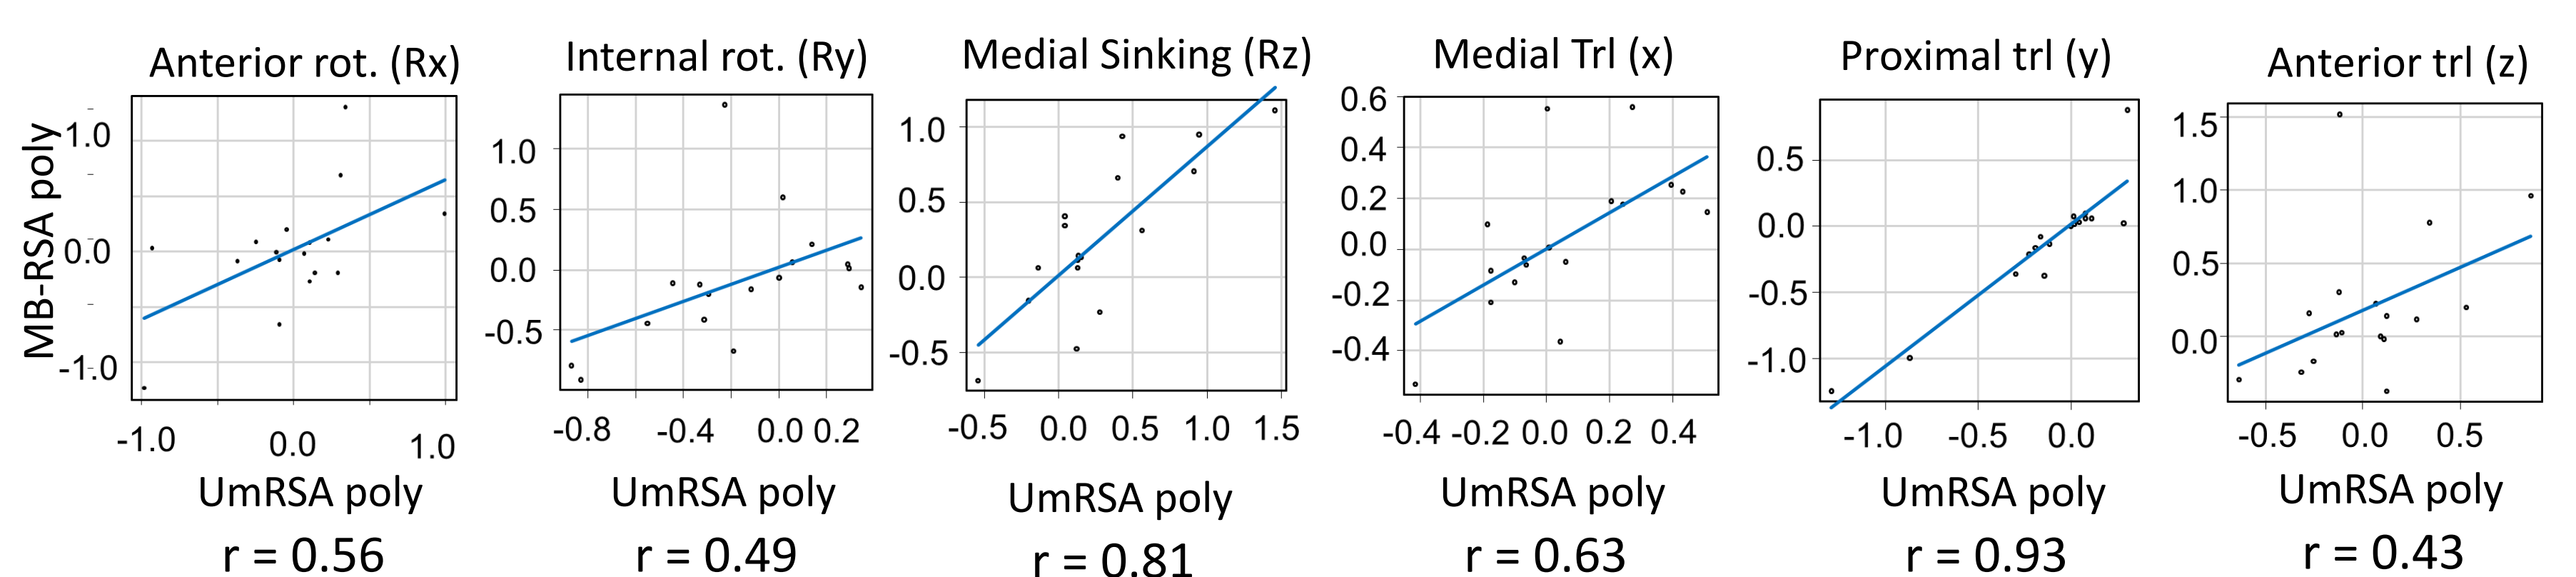 Anterior rot. (Rx)
MB-RSA poly
1.0
0.0
-1.0
-1.0 0.0 1.0
UmRSA poly
r = 0.56
Internal rot. (Ry)
1.0
0.5
0.0
-0.5
-0.8 -0.4 0.0 0.2
UmRSA poly
r = 0.49
Medial Sinking (Rz)
1.0
0.5
0.0
-0.5
-0.5 0.0 0.5 1.0 1.5
UmRSA poly
r = 0.81
Medial Trl (x)
0.6
0.4
0.2
0.0
-0.2
-0.4
-0.4 -0.2 0.0 0.2 0.4
UmRSA poly
r = 0.63
Proximal trl (y)
0.5
0.0
-0.5
-1.0
-1.0 -0.5 0.0
UmRSA poly
r = 0.93
Anterior trl (z)
1.5
1.0
0.5
0.0
-0.5 0.0 0.5
UmRSA poly
r = 0.43